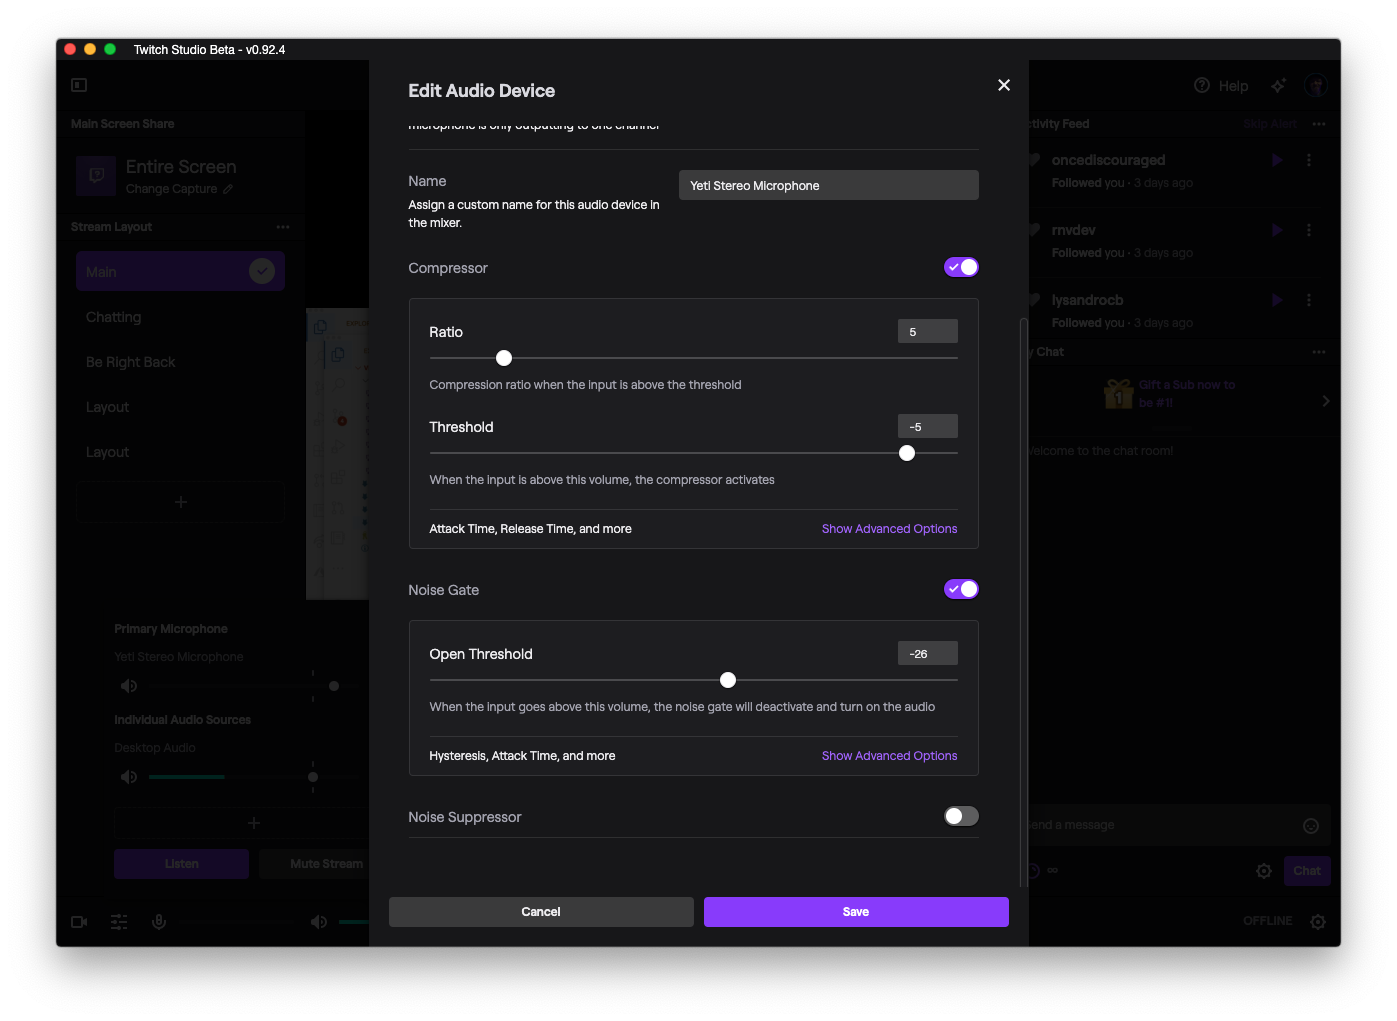 Twitch Studio Beta - v0.92.4
Main Screen Share
Entire Screen
Change Capture
Stream Layout
Main
Chatting
Be Right Back
Layout
Layout
Primary Microphone
Yeti Stereo Microphone
Individual Audio Sources
Desktop Audio
Listen
Mute Stream
Edit Audio Device
microphone is only outputting to one channel
Name
Assign a custom name for this audio device in
the mixer.
Yeti Stereo Microphone
Compressor
Ratio
5
Compression ratio when the input is above the threshold
Threshold
-5
When the input is above this volume, the compressor activates
Attack Time, Release Time, and more
Show Advanced Options
Noise Gate
Open Threshold
-26
When the input goes above this volume, the noise gate will deactivate and turn on the audio
Hysteresis, Attack Time, and more
Show Advanced Options
Noise Suppressor
Cancel
Save
Help
ctivity Feed
Skip Alert
oncediscouraged
Followed you · 3 days ago
rnvdev
Followed you · 3 days ago
lysandrocb
Followed you · 3 days ago
y Chat
1
Gift a Sub now to
be #1!
Welcome to the chat room!
Send a message
Chat
OFFLINE